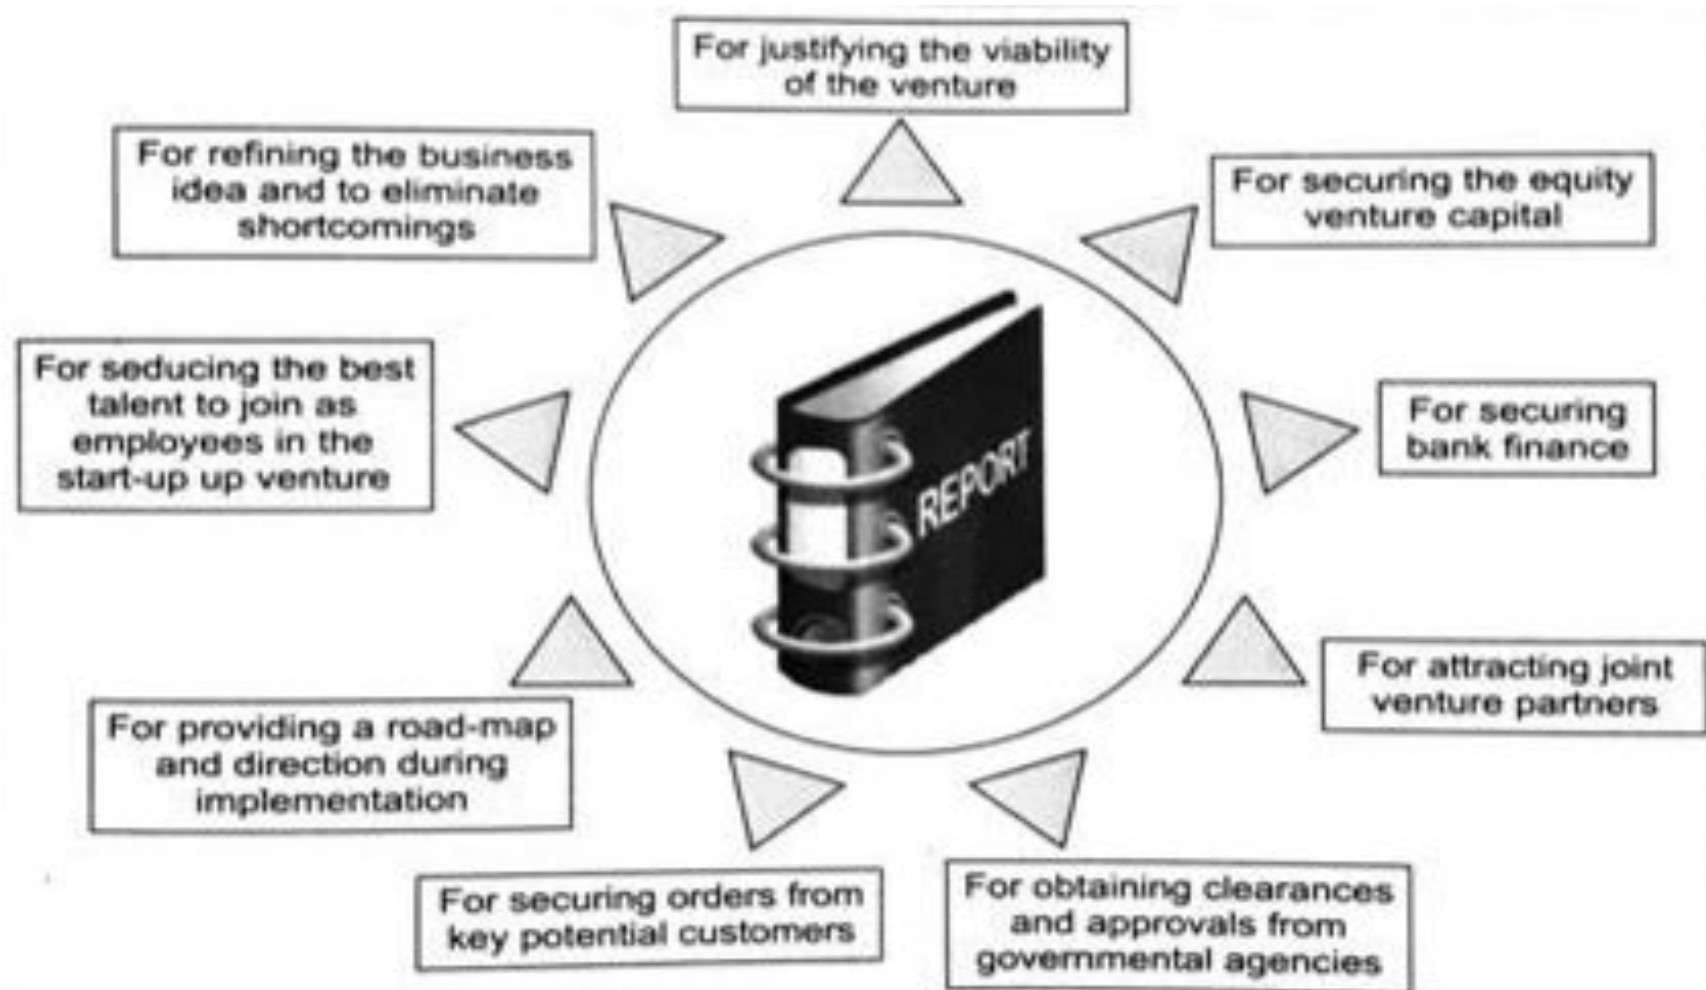 For justifying the viability
of the venture
For refining the business
idea and to eliminate
shortcomings
For securing the equity
venture capital
For seducing the best
talent to join as
employees in the
start-up up venture
For securing
bank finance
REPORT
For attracting joint
venture partners
For providing a road-map
and direction during
implementation
For securing orders from
key potential customers
For obtaining clearances
and approvals from
governmental agencies